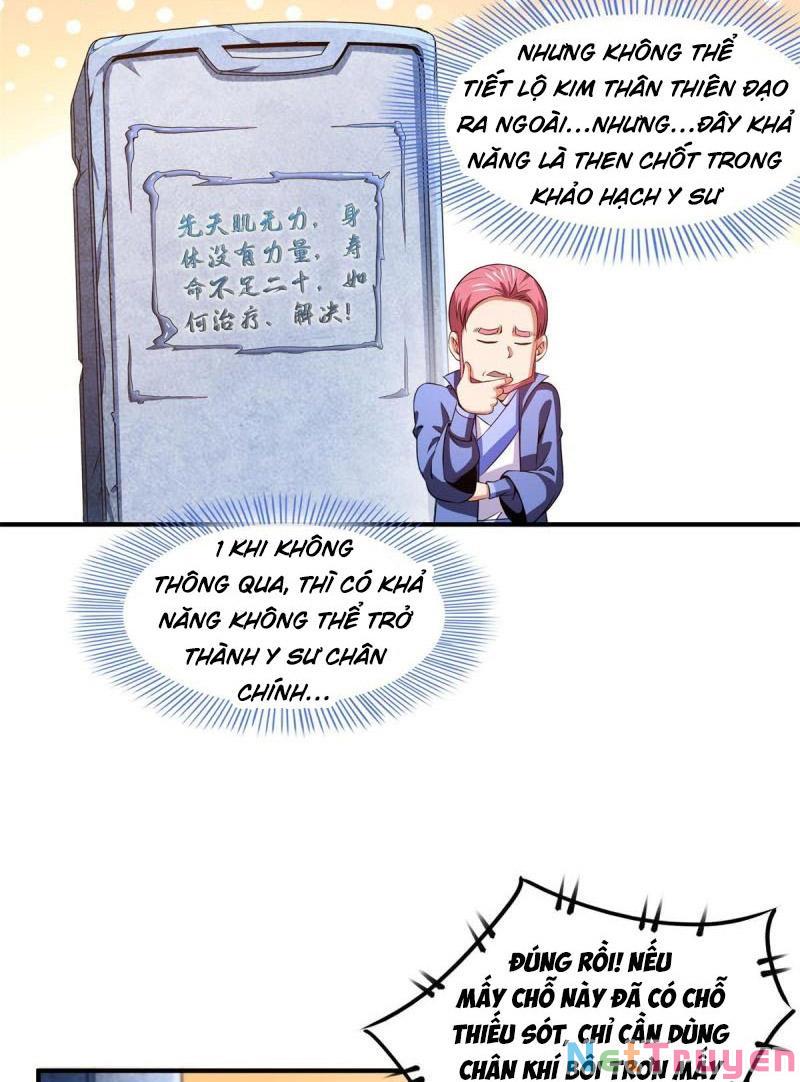 NHƯNG KHÔNG THỂ
TIẾT LỘ KIM THÂN THIÊN ĐẠO
RA NGOÀI...NHƯNG...ĐÂY KHẢ
NĂNG LÀ THEN CHỐT TRONG
KHẢO HẠCH Y SƯ
先天肌无力，身
体没有力量，寿
命不足二十，如
何治疗、解决！
1 KHI KHÔNG
THÔNG QUA, THÌ CÓ KHẢ
NĂNG KHÔNG THỂ TRỞ
THÀNH Y SƯ CHÂN
CHÍNH...
ĐÚNG RỒI! NẾU
MẤY CHỖ NÀY ĐÃ CÓ CHỖ
THIẾU SÓT, CHỈ CẦN DÙNG
CHÂN KHÍ BÔI TRƠN MẤY
NetTruyen